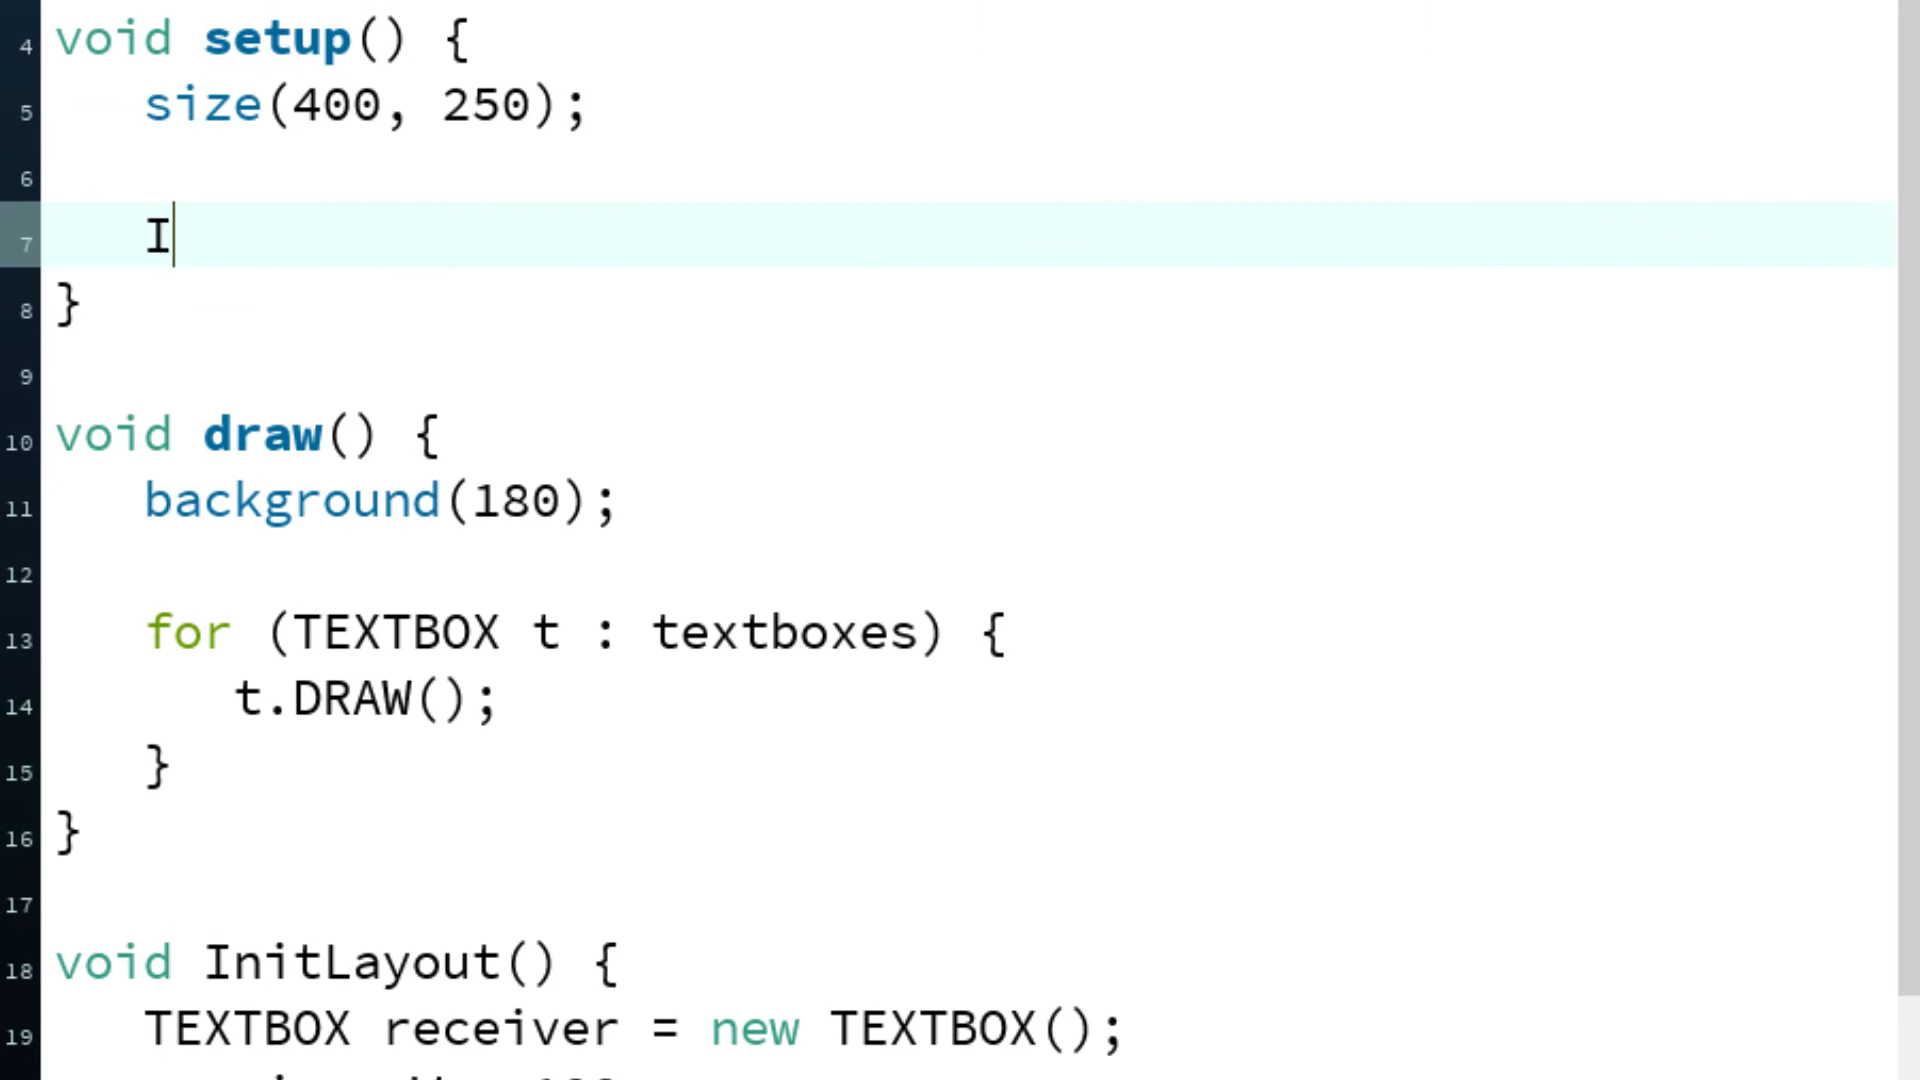 4 void setup() {
5 size(400, 250);
6
7 I
8 }
9
10 void draw() {
11 background(180);
12
13 for (TEXTBOX t : textboxes) {
14 t.DRAW();
15 }
16 }
17
18 void InitLayout() {
19 TEXTBOX receiver = new TEXTBOX();